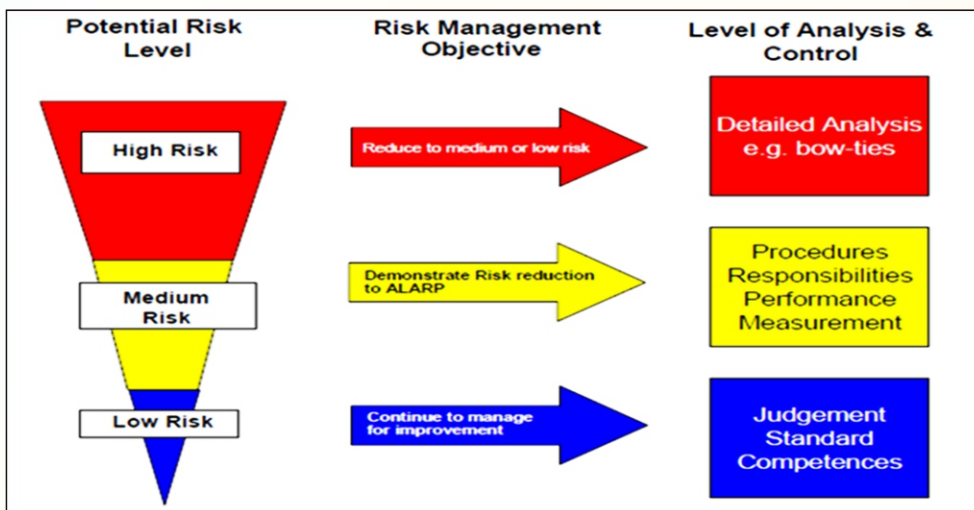 Potential Risk
Level
Risk Management
Objective
Level of Analysis &
Control
High Risk
Reduce to medium or low risk
Detailed Analysis
e.g. bow-ties
Medium
Risk
Demonstrate Risk reduction
to ALARP
Procedures
Responsibilities
Performance
Measurement
Low Risk
Continue to manage
for improvement
Judgement
Standard
Competences